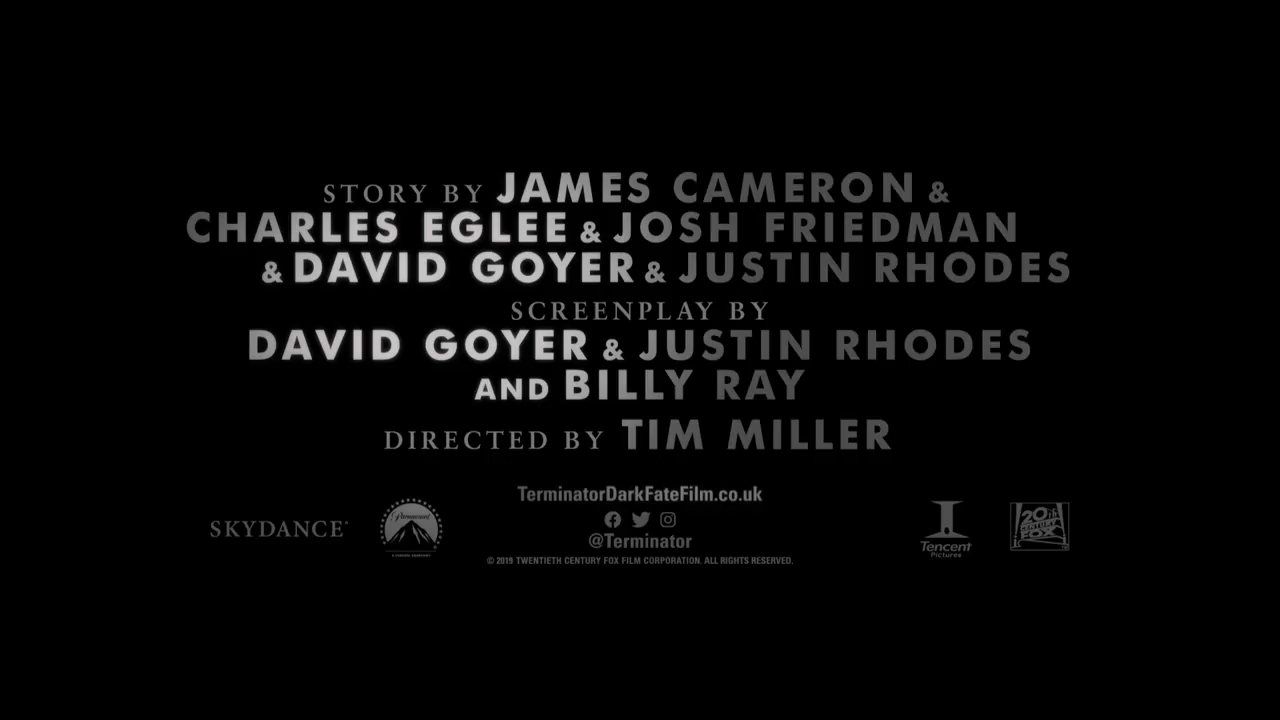 STORY BY JAMES CAMERON &
CHARLES EGLEE & JOSH FRIEDMAN
& DAVID GOYER & JUSTIN RHODES
SCREENPLAY BY
DAVID GOYER & JUSTIN RHODES
AND BILLY RAY
DIRECTED BY TIM MILLER
TerminatorDarkFateFilm.co.uk
SKYDANCE
Paramount
@Terminator
Tencent
Pictures
20th
CENTURY
FOX
© 2019 TWENTIETH CENTURY FOX FILM CORPORATION. ALL RIGHTS RESERVED.